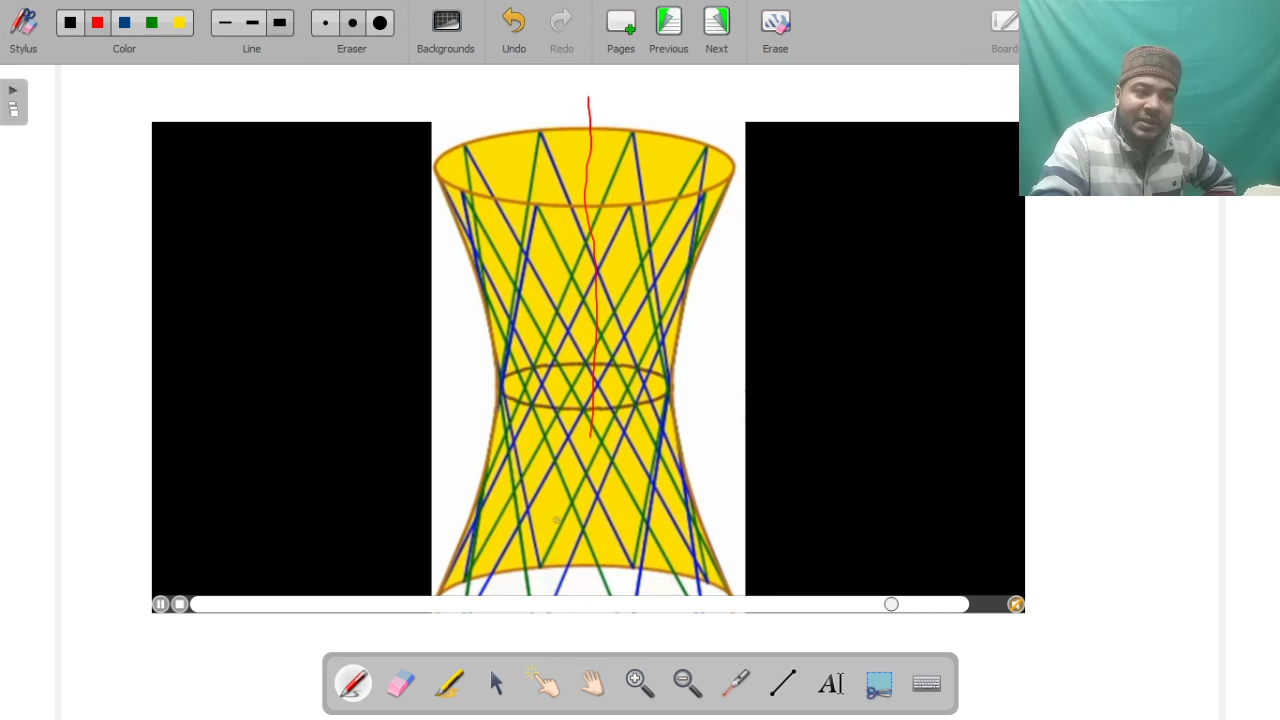 Stylus
Color
Line
Eraser
Backgrounds
Undo
Redo
Pages
Previous
Next
Erase
Board